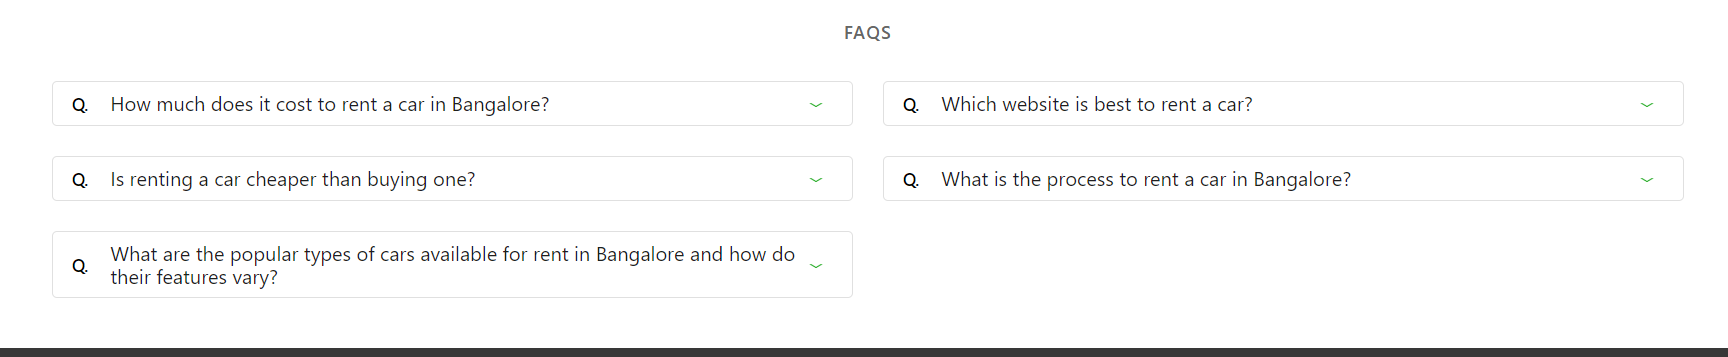 FAQS
Q. How much does it cost to rent a car in Bangalore?
Q. Which website is best to rent a car?
Q. Is renting a car cheaper than buying one?
Q. What is the process to rent a car in Bangalore?
Q. What are the popular types of cars available for rent in Bangalore and how do
their features vary?